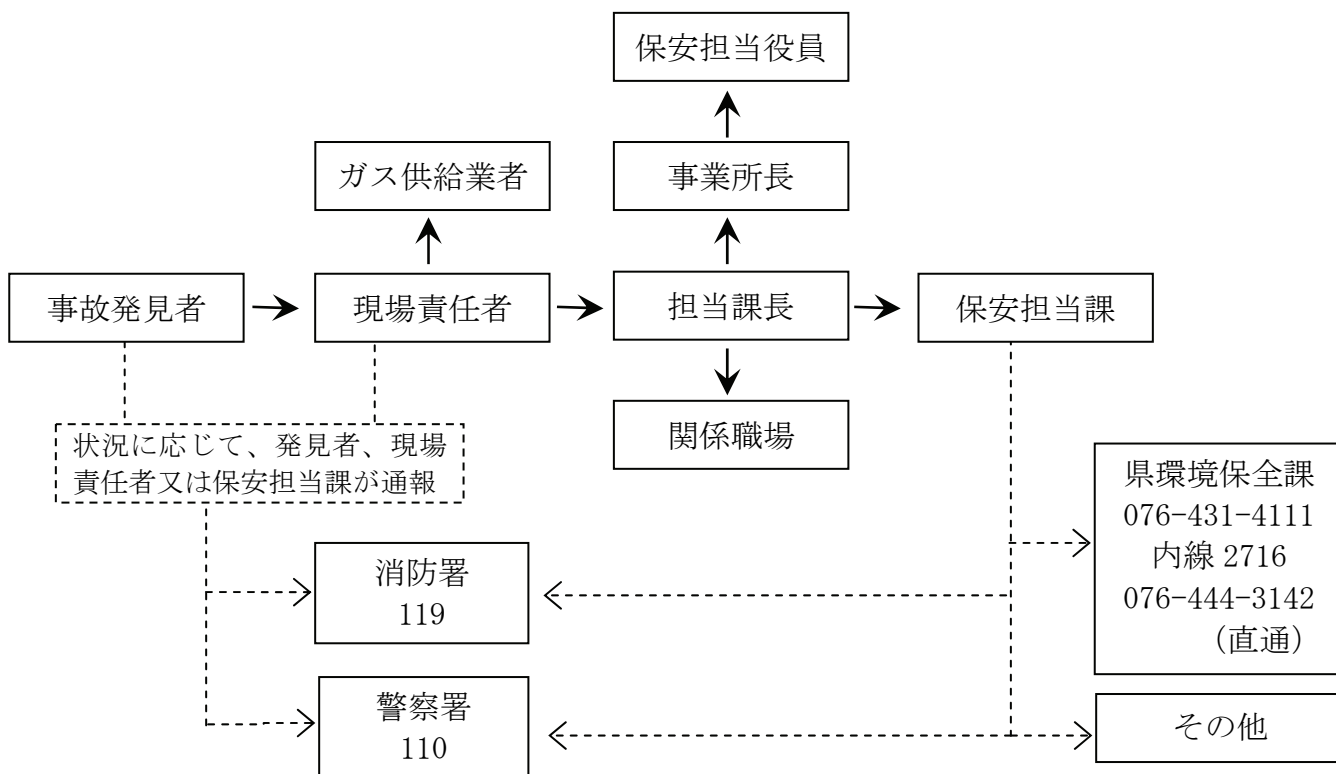 保安担当役員
ガス供給業者
事業所長
事故発見者
現場責任者
担当課長
保安担当課
状況に応じて、発見者、現場
責任者又は保安担当課が通報
関係職場
県環境保全課
076-431-4111
内線 2716
076-444-3142
（直通）
消防署
119
警察署
110
その他